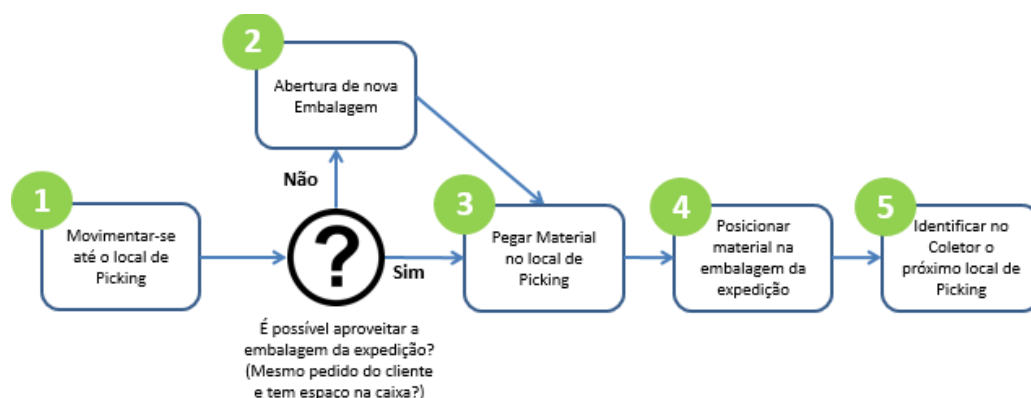 1
Movimentar-se
até o local de
Picking
?
É possível aproveitar a
embalagem da expedição?
(Mesmo pedido do cliente
e tem espaco na caixa?)
Não
2
Abertura de nova
Embalagem
Sim
3
Pegar Material
no local de
Picking
4
Posicionar
material na
embalagem da
expedição
5
Identificar no
Coletor o
próximo local de
Picking